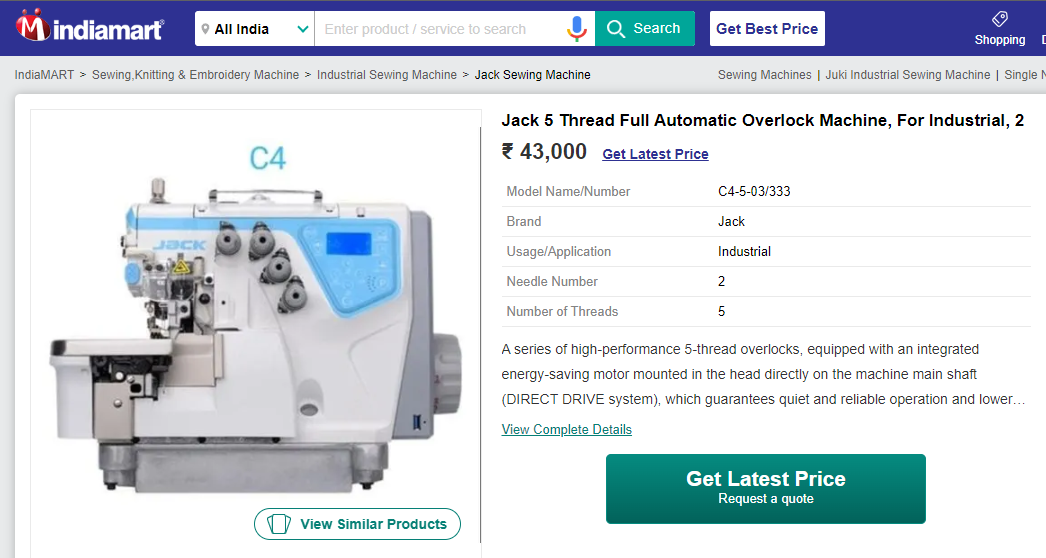 indiamart
All India
Enter product / service to search
Search
Get Best Price
Shopping
IndiaMART > Sewing,Knitting & Embroidery Machine > Industrial Sewing Machine > Jack Sewing Machine
Sewing Machines | Juki Industrial Sewing Machine | Single
C4
JACK
View Similar Products
Jack 5 Thread Full Automatic Overlock Machine, For Industrial, 2
₹ 43,000 Get Latest Price
Model Name/Number C4-5-03/333
Brand Jack
Usage/Application Industrial
Needle Number 2
Number of Threads 5
A series of high-performance 5-thread overlocks, equipped with an integrated
energy-saving motor mounted in the head directly on the machine main shaft
(DIRECT DRIVE system), which guarantees quiet and reliable operation and lower…
View Complete Details
Get Latest Price
Request a quote